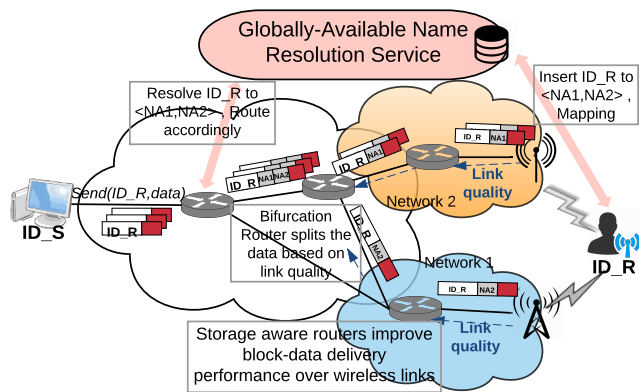 Globally-Available Name
Resolution Service
Resolve ID_R to
<NA1,NA2> , Route
accordingly
Insert ID_R to
<NA1,NA2> ,
Mapping
ID_R NA1
ID_R NA1
ID_R NA1NA2
Link
quality
Send(ID_R,data)
ID_S
ID_R
Network 2
Bifurcation
Router splits the
data based on
link quality
ID_R NA2
ID_R
Network 1
ID_R NA2
Link
quality
Storage aware routers improve
block-data delivery
performance over wireless links